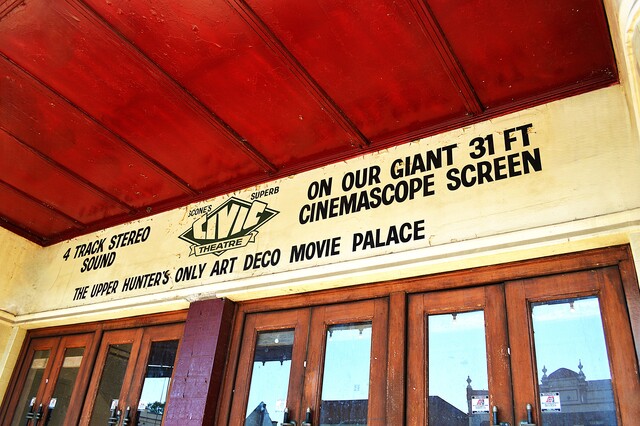 4 TRACK STEREO
SOUND
SCONE'S
SUPERB
CIVIC
THEATRE
ON OUR GIANT 31 FT
CINEMASCOPE SCREEN
THE UPPER HUNTER'S ONLY ART DECO MOVIE PALACE